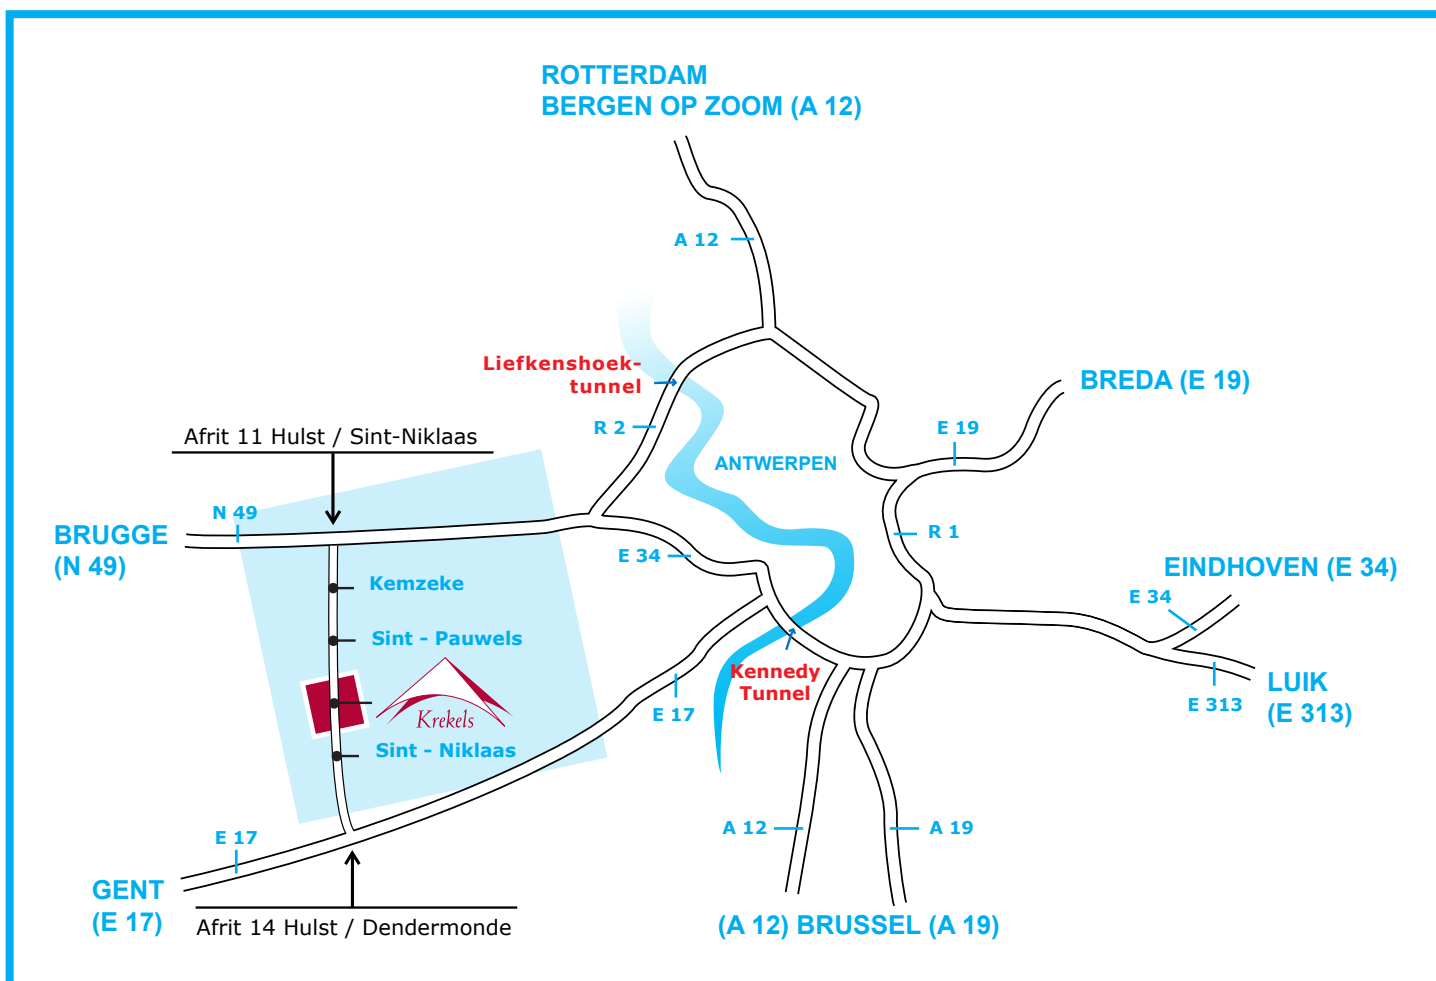 ROTTERDAM
BERGEN OP ZOOM (A 12)
A 12
Liefkenshoek-
tunnel
BREDA (E 19)
R 2
E 19
Afrit 11 Hulst / Sint-Niklaas
ANTWERPEN
N 49
BRUGGE
(N 49)
R 1
E 34
EINDHOVEN (E 34)
Kemzeke
E 34
Sint - Pauwels
Kennedy
Tunnel
LUIK
(E 313)
E 313
Krekels
E 17
Sint - Niklaas
E 17
A 12
A 19
GENT
(E 17)
Afrit 14 Hulst / Dendermonde
(A 12) BRUSSEL (A 19)